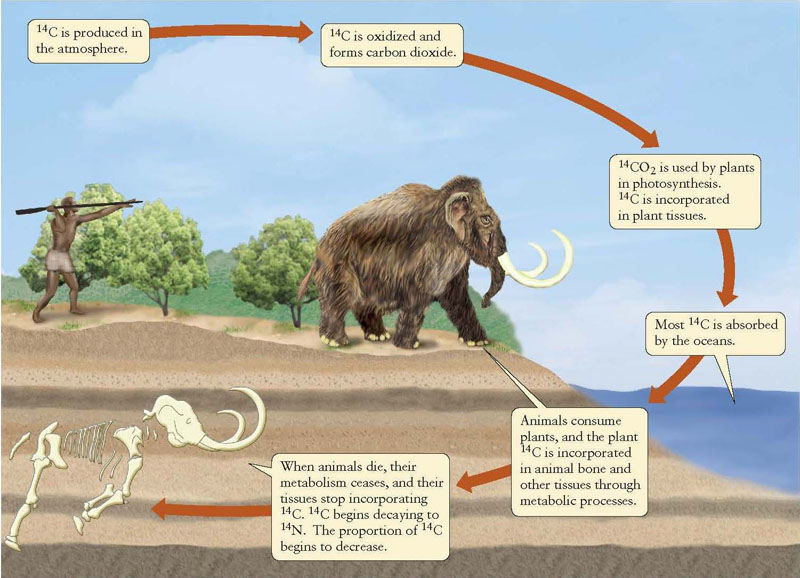 ¹⁴C is produced in
the atmosphere.
¹⁴C is oxidized and
forms carbon dioxide.
¹⁴CO₂ is used by plants
in photosynthesis.
¹⁴C is incorporated
in plant tissues.
Most ¹⁴C is absorbed
by the oceans.
Animals consume
plants, and the plant
¹⁴C is incorporated
in animal bone and
other tissues through
metabolic processes.
When animals die, their
metabolism ceases, and their
tissues stop incorporating
¹⁴C. ¹⁴C begins decaying to
¹⁴N. The proportion of ¹⁴C
begins to decrease.